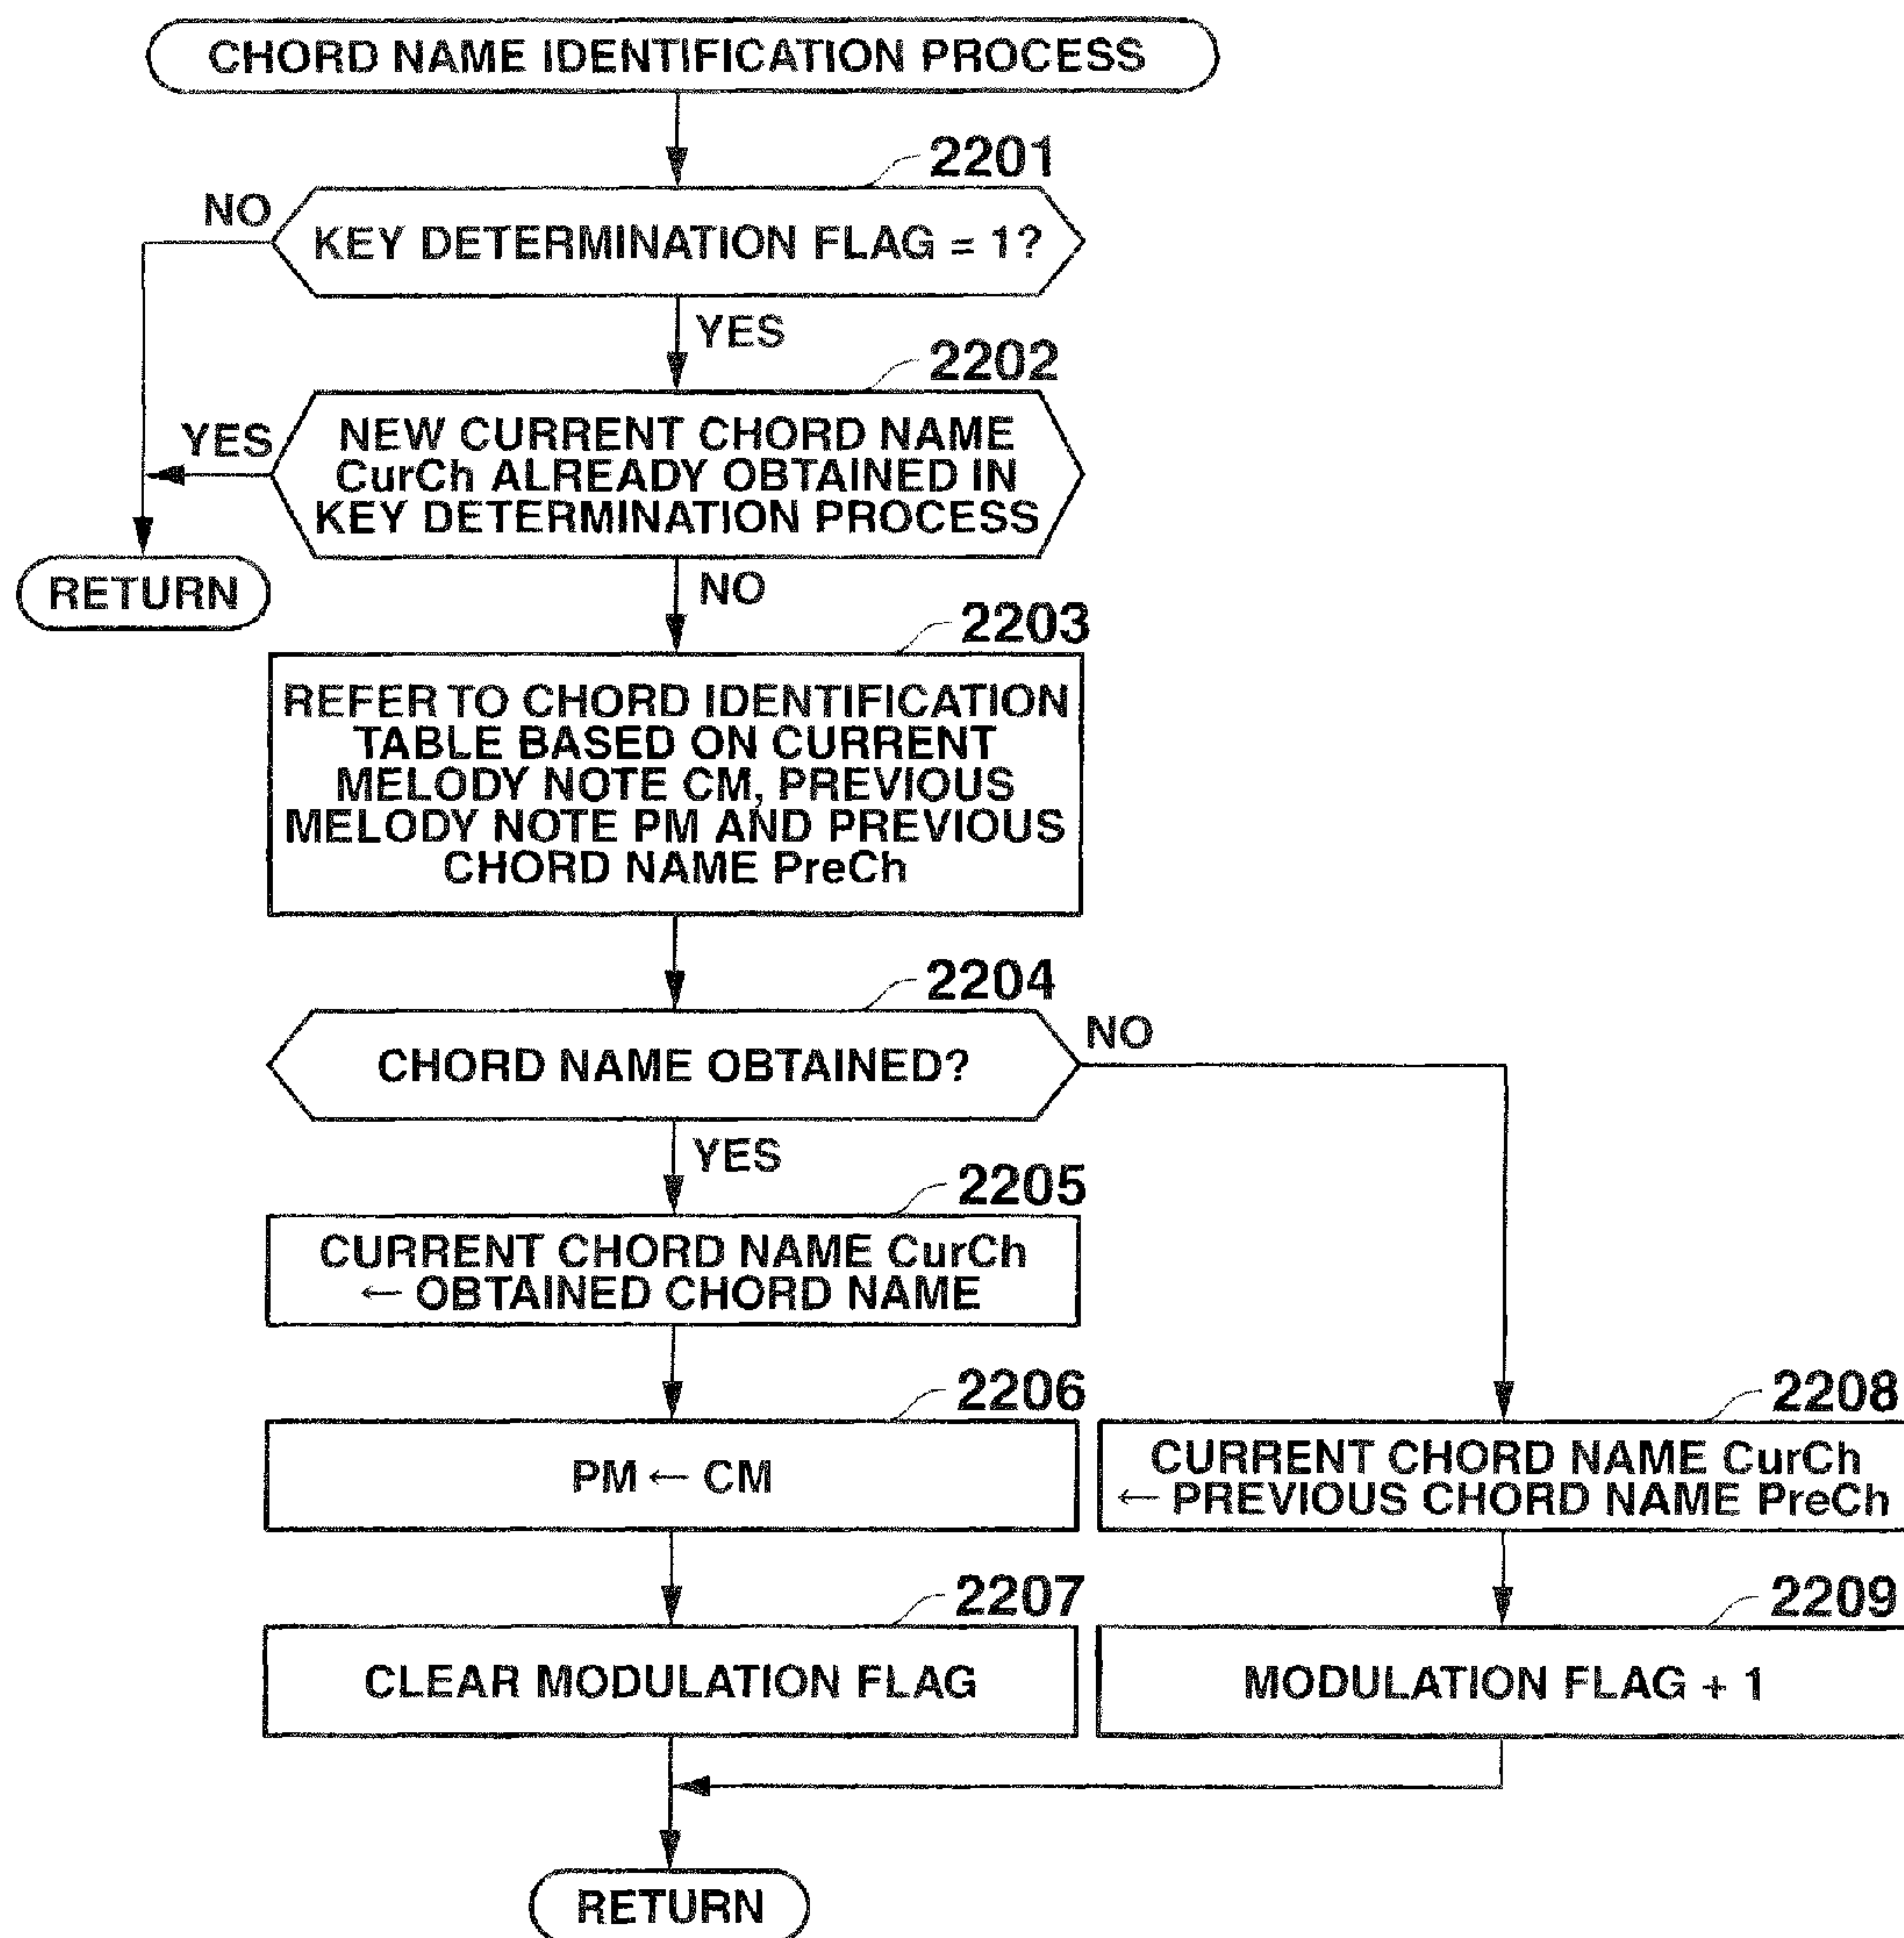 CHORD NAME IDENTIFICATION PROCESS
2201
NO
KEY DETERMINATION FLAG = 1?
YES
2202
YES
NEW CURRENT CHORD NAME
CurCh ALREADY OBTAINED IN
KEY DETERMINATION PROCESS
RETURN
NO
2203
REFER TO CHORD IDENTIFICATION
TABLE BASED ON CURRENT
MELODY NOTE CM, PREVIOUS
MELODY NOTE PM AND PREVIOUS
CHORD NAME PreCh
2204
NO
CHORD NAME OBTAINED?
YES
2205
CURRENT CHORD NAME CurCh
← OBTAINED CHORD NAME
2206
PM ← CM
2208
CURRENT CHORD NAME CurCh
← PREVIOUS CHORD NAME PreCh
2207
CLEAR MODULATION FLAG
2209
MODULATION FLAG + 1
RETURN